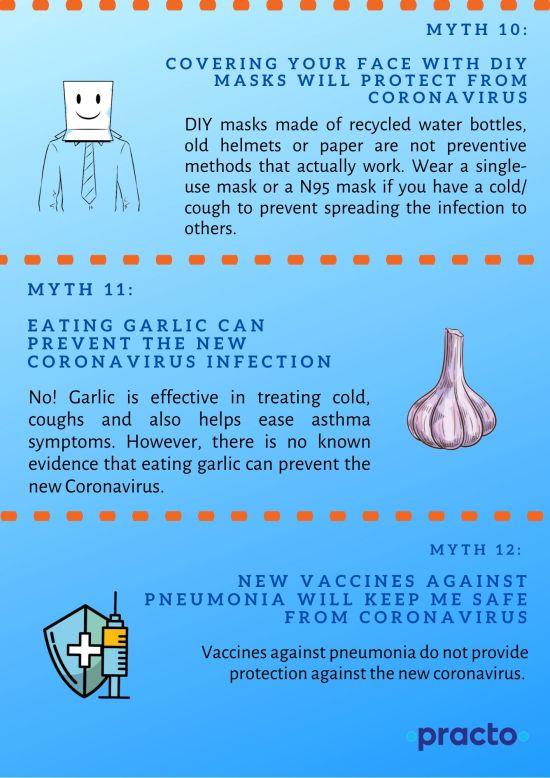 MYTH 10:
COVERING YOUR FACE WITH DIY
MASKS WILL PROTECT FROM
CORONAVIRUS
DIY masks made of recycled water bottles,
old helmets or paper are not preventive
methods that actually work. Wear a single-
use mask or a N95 mask if you have a cold/
cough to prevent spreading the infection to
others.
MYTH 11:
EATING GARLIC CAN
PREVENT THE NEW
CORONAVIRUS INFECTION
No! Garlic is effective in treating cold,
coughs and also helps ease asthma
symptoms. However, there is no known
evidence that eating garlic can prevent the
new Coronavirus.
MYTH 12:
NEW VACCINES AGAINST
PNEUMONIA WILL KEEP ME SAFE
FROM CORONAVIRUS
Vaccines against pneumonia do not provide
protection against the new coronavirus.
practo